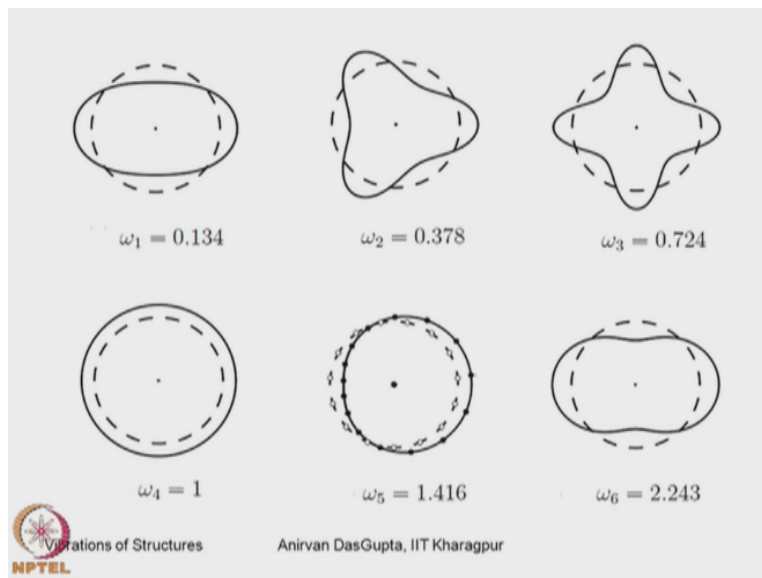 ω₁ = 0.134
ω₂ = 0.378
ω₃ = 0.724
ω₄ = 1
ω₅ = 1.416
ω₆ = 2.243
Vibrations of Structures
Anirvan DasGupta, IIT Kharagpur
NPTEL